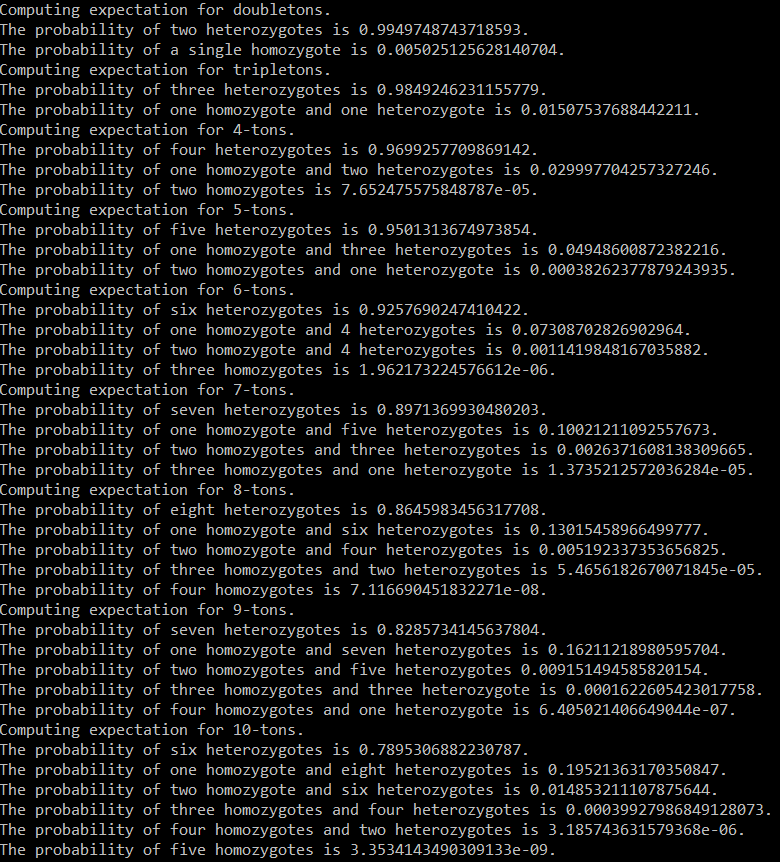 Computing expectation for doubletons.
The probability of two heterozygotes is 0.9949748743718593.
The probability of a single homozygote is 0.005025125628140704.
Computing expectation for tripletons.
The probability of three heterozygotes is 0.9849246231155779.
The probability of one homozygote and one heterozygote is 0.01507537688442211.
Computing expectation for 4-tons.
The probability of four heterozygotes is 0.9699257709869142.
The probability of one homozygote and two heterozygotes is 0.029997704257327246.
The probability of two homozygotes is 7.652475575848787e-05.
Computing expectation for 5-tons.
The probability of five heterozygotes is 0.9501313674973854.
The probability of one homozygote and three heterozygotes is 0.04948600872382216.
The probability of two homozygotes and one heterozygote is 0.00038262377879243935.
Computing expectation for 6-tons.
The probability of six heterozygotes is 0.9257690247410422.
The probability of one homozygote and 4 heterozygotes is 0.07308702826902964.
The probability of two homozygote and 4 heterozygotes is 0.0011419848167035882.
The probability of three homozygotes is 1.962173224576612e-06.
Computing expectation for 7-tons.
The probability of seven heterozygotes is 0.8971369930480203.
The probability of one homozygote and five heterozygotes is 0.10021211092557673.
The probability of two homozygotes and three heterozygotes is 0.0026371608138309665.
The probability of three homozygotes and one heterozygote is 1.3735212572036284e-05.
Computing expectation for 8-tons.
The probability of eight heterozygotes is 0.8645983456317708.
The probability of one homozygote and six heterozygotes is 0.13015458966499777.
The probability of two homozygote and four heterozygotes is 0.005192337353656825.
The probability of three homozygotes and two heterozygotes is 5.4656182670071845e-05.
The probability of four homozygotes is 7.116690451832271e-08.
Computing expectation for 9-tons.
The probability of seven heterozygotes is 0.8285734145637804.
The probability of one homozygote and seven heterozygotes is 0.16211218980595704.
The probability of two homozygotes and five heterozygotes 0.009151494585820154.
The probability of three homozygotes and three heterozygote is 0.0001622605423017758.
The probability of four homozygotes and one heterozygote is 6.405021406649044e-07.
Computing expectation for 10-tons.
The probability of six heterozygotes is 0.7895306882230787.
The probability of one homozygote and eight heterozygotes is 0.19521363170350847.
The probability of two homozygote and six heterozygotes is 0.014853211107875644.
The probability of three homozygotes and four heterozygotes is 0.00039927986849128073.
The probability of four homozygotes and two heterozygotes is 3.185743631579368e-06.
The probability of five homozygotes is 3.3534143490309133e-09.